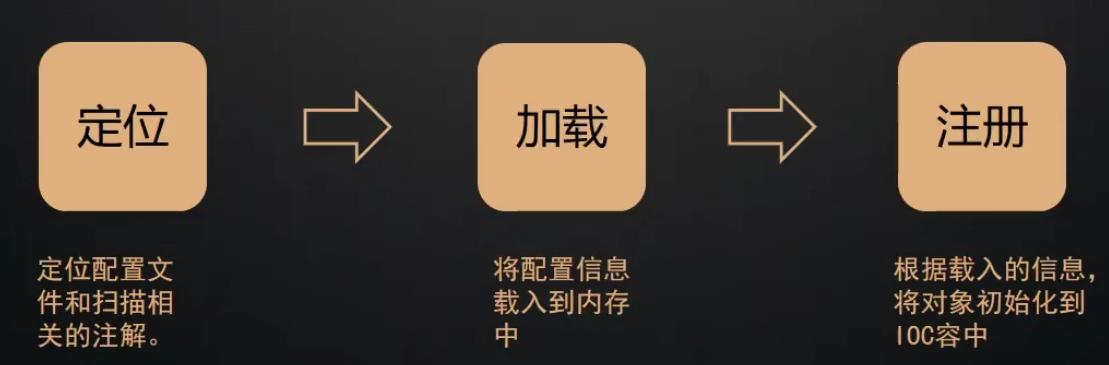 定位
加载
注册
定位配置文
件和扫描相
关的注解。
将配置信息
载入到内存
中
根据载入的信息，
将对象初始化到
IOC容中